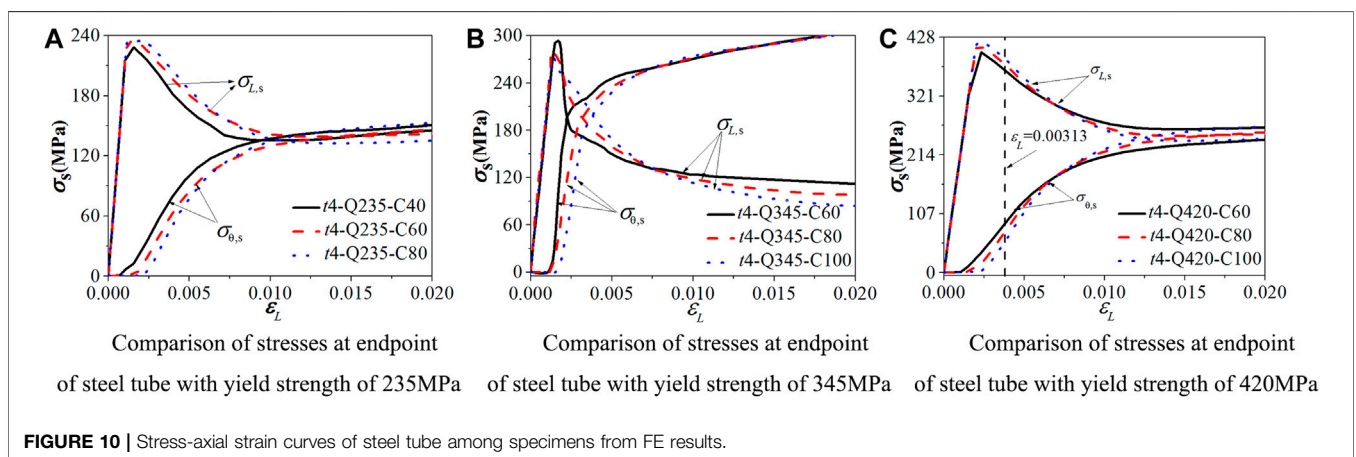 A
240
180
120
60
0
σS(MPa)
σL,s
σθ,s
t4-Q235-C40
t4-Q235-C60
t4-Q235-C80
0.000 0.005 0.010 0.015 0.020
εL
Comparison of stresses at endpoint
of steel tube with yield strength of 235MPa
B
300
240
180
120
60
0
σS(MPa)
σL,s
σθ,s
t4-Q345-C60
t4-Q345-C80
t4-Q345-C100
0.000 0.005 0.010 0.015 0.020
εL
Comparison of stresses at endpoint
of steel tube with yield strength of 345MPa
C
428
321
214
107
0
σS(MPa)
σL,s
εL=0.00313
σθ,s
t4-Q420-C60
t4-Q420-C80
t4-Q420-C100
0.000 0.005 0.010 0.015 0.020
εL
Comparison of stresses at endpoint
of steel tube with yield strength of 420MPa
FIGURE 10 | Stress-axial strain curves of steel tube among specimens from FE results.